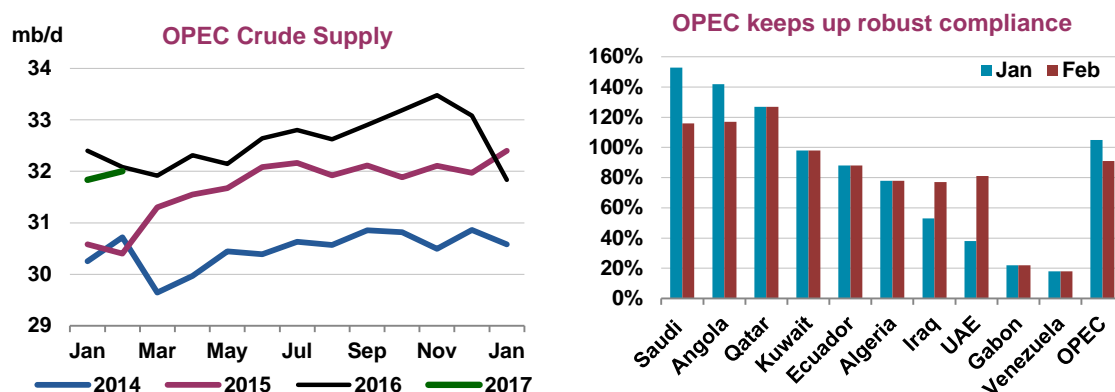 OPEC Crude Supply
mb/d
34
33
32
31
30
29
Jan Mar May Jul Sep Nov Jan
2014 2015 2016 2017
OPEC keeps up robust compliance
160%
140%
120%
100%
80%
60%
40%
20%
0%
Jan Feb
Saudi
Angola
Qatar
Kuwait
Ecuador
Algeria
Iraq
UAE
Gabon
Venezuela
OPEC